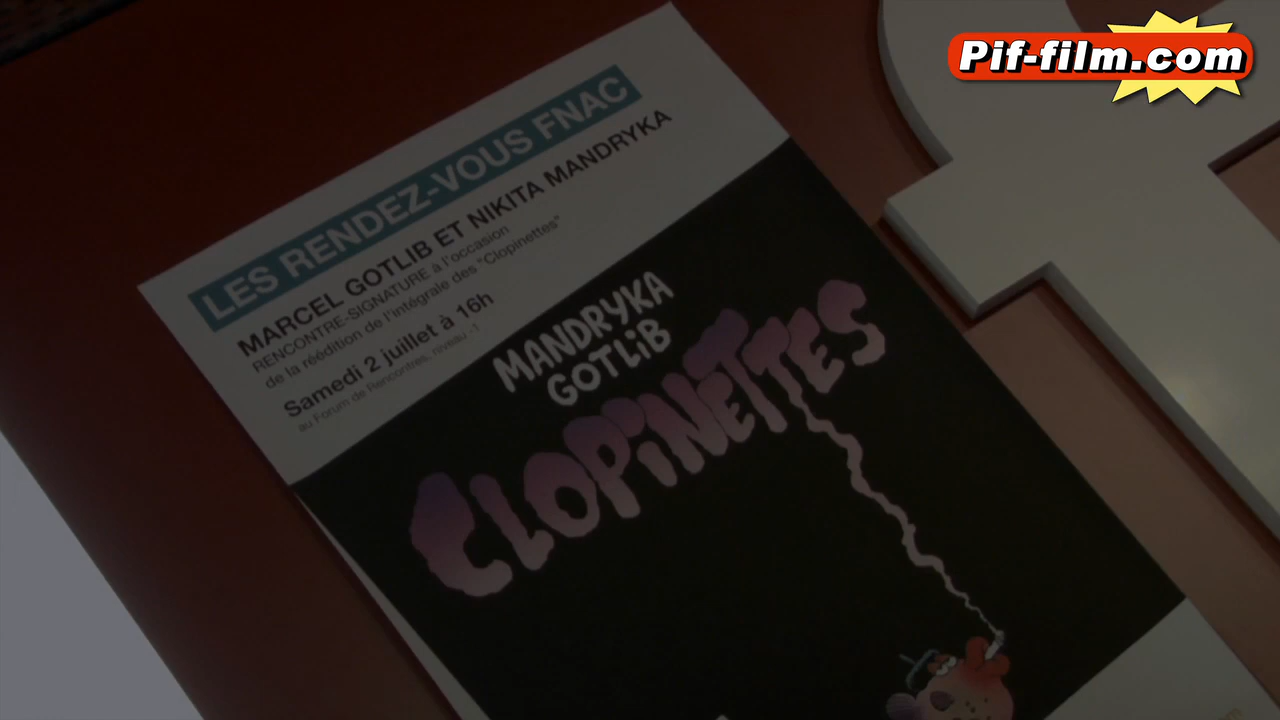 Pif-film.com
LES RENDEZ-VOUS FNAC
MARCEL GOTLIB ET NIKITA MANDRYKA
RENCONTRE-SIGNATURE à l'occasion
de la réédition de l'intégrale des "Clopinettes"
Samedi 2 juillet à 16h
au Forum de Rencontres, niveau -1
MANDRYKA
GOTLiB
CLOPiNETTES